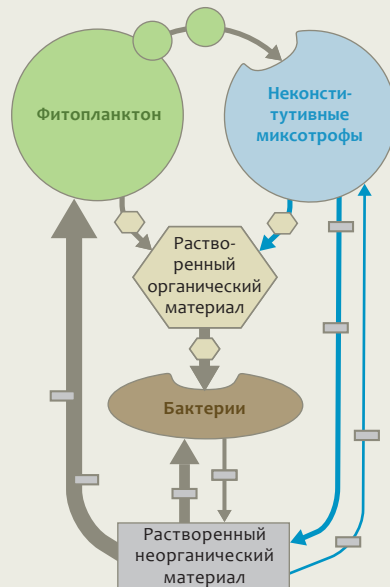 Фитопланктон
Неконсти-
тутивные
миксотрофы
Раство-
ренный
органический
материал
Бактерии
Растворенный
неорганический
материал